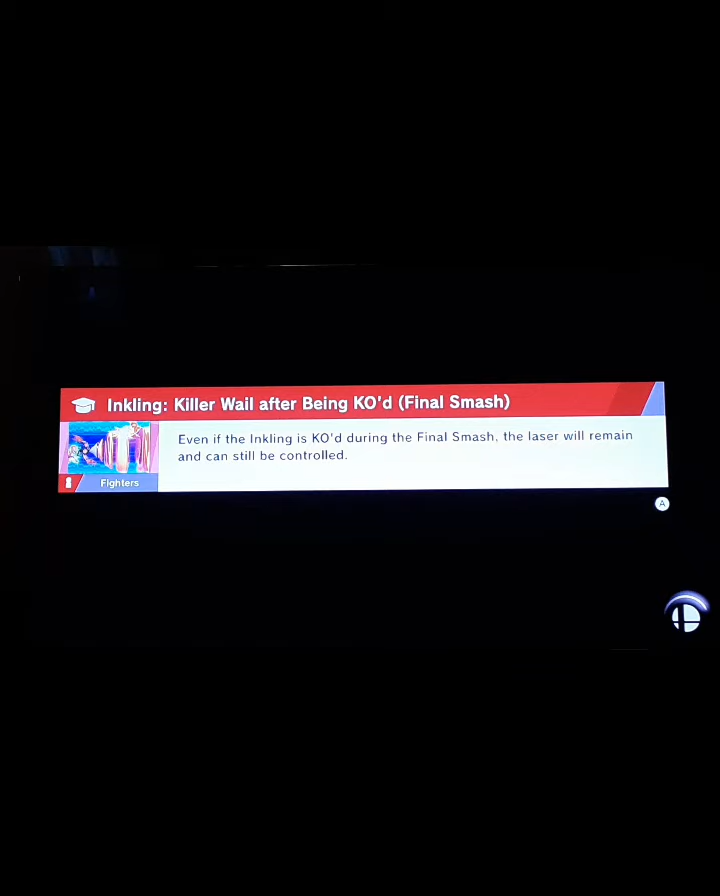 Inkling: Killer Wail after Being KO'd (Final Smash)
Even if the Inkling is KO'd during the Final Smash, the laser will remain
and can still be controlled.
Fighters
A